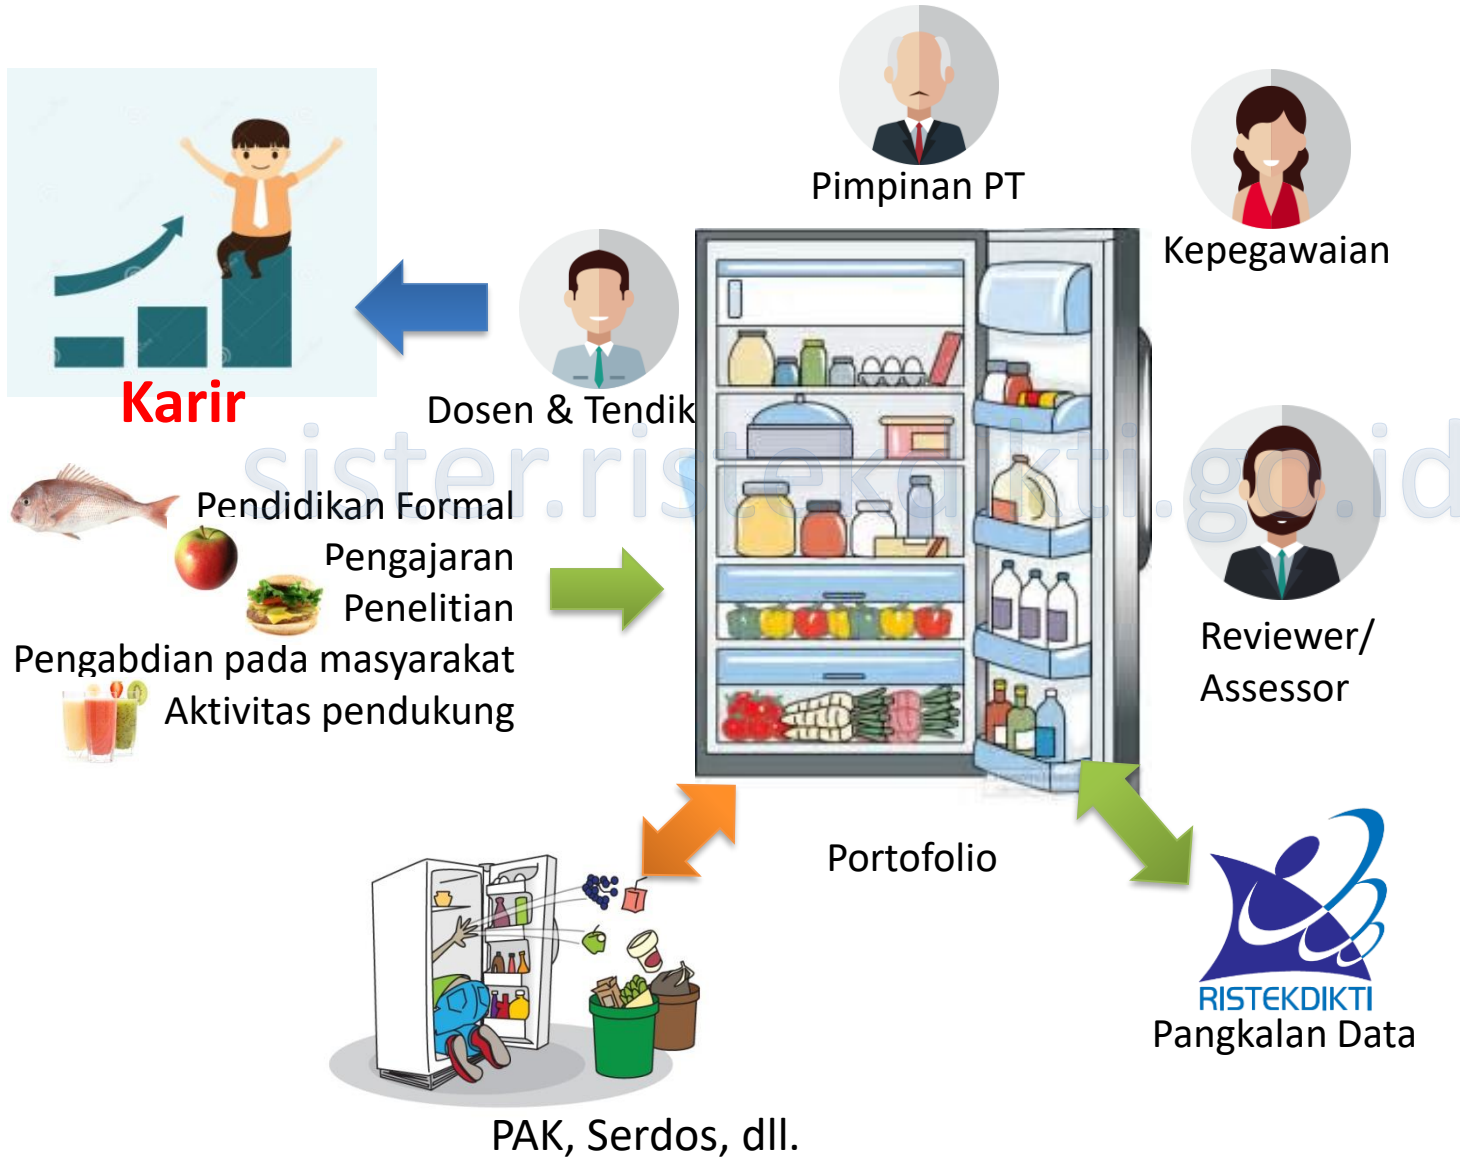 Pimpinan PT
Kepegawaian
Karir
Dosen & Tendik
sister.ristekdikti.go.id
Pendidikan Formal
Pengajaran
Penelitian
Pengabdian pada masyarakat
Aktivitas pendukung
Reviewer/
Assessor
Portofolio
RISTEKDIKTI
Pangkalan Data
PAK, Serdos, dll.